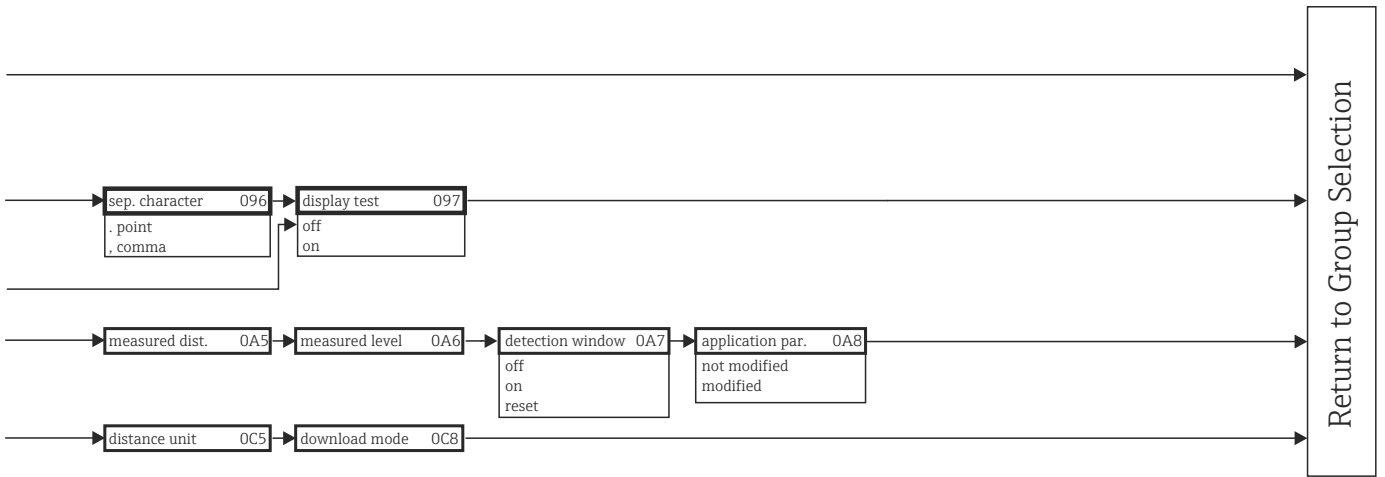 sep. character 096
. point
, comma
display test 097
off
on
measured dist. 0A5
measured level 0A6
detection window 0A7
off
on
reset
application par. 0A8
not modified
modified
distance unit 0C5
download mode 0C8
Return to Group Selection